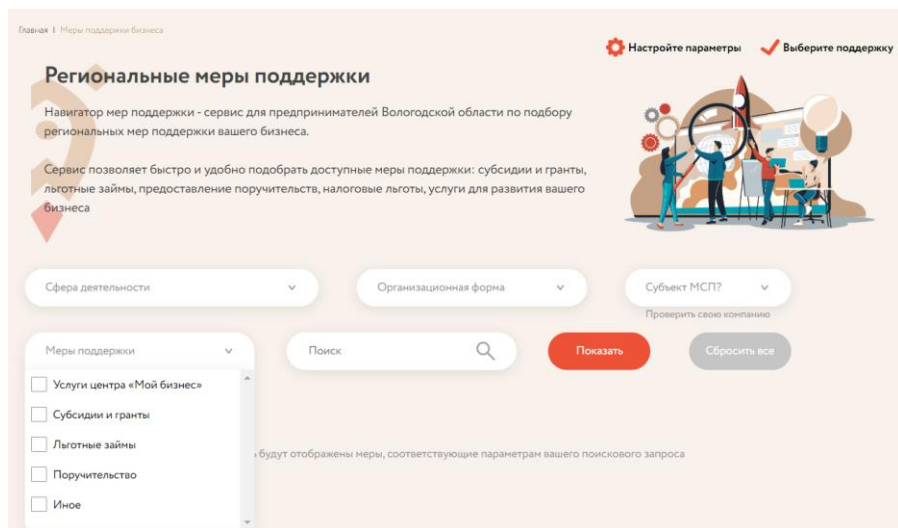 Главная | Меры поддержки бизнеса
Настройте параметры
Выберите поддержку
Региональные меры поддержки
Навигатор мер поддержки - сервис для предпринимателей Вологодской области по подбору
региональных мер поддержки вашего бизнеса.
Сервис позволяет быстро и удобно подобрать доступные меры поддержки: субсидии и гранты,
льготные займы, предоставление поручительств, налоговые льготы, услуги для развития вашего
бизнеса
Сфера деятельности
Организационная форма
Субъект МСП?
Проверить свою компанию
Меры поддержки
Поиск
Показать
Сбросить все
Услуги центра «Мой бизнес»
Субсидии и гранты
Льготные займы
будут отображены меры, соответствующие параметрам вашего поискового запроса
Поручительство
Иное